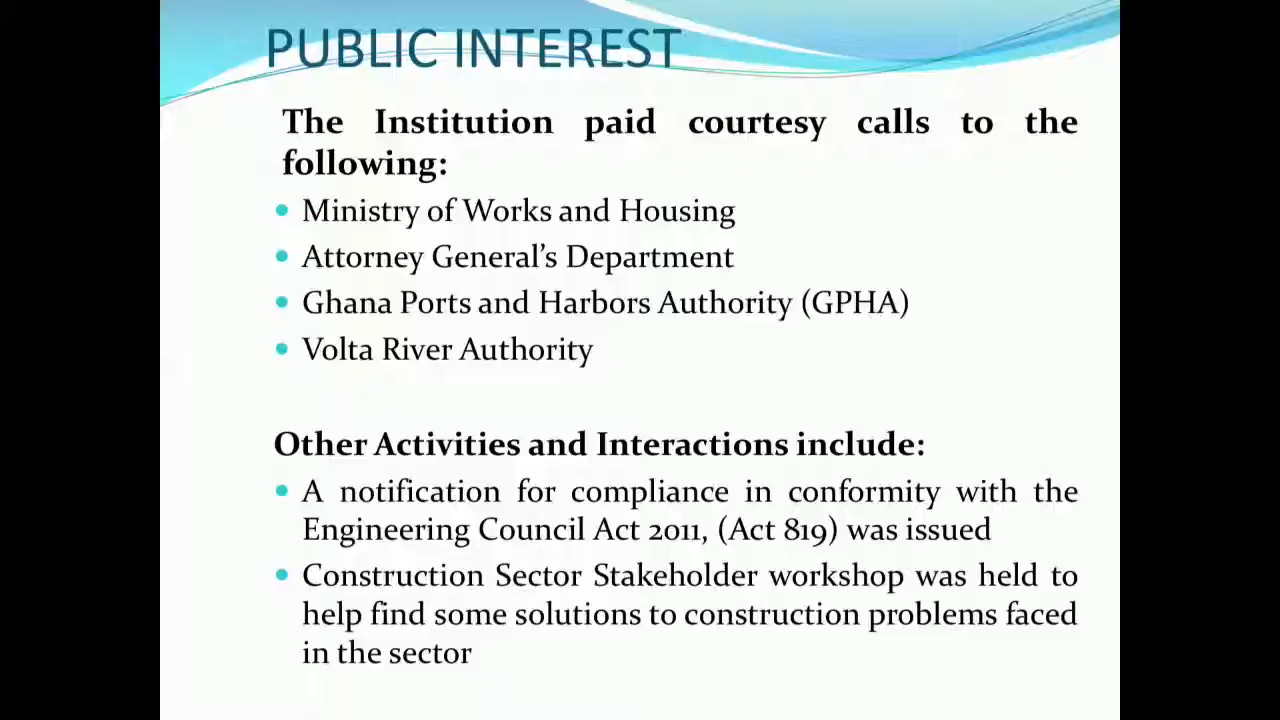 PUBLIC INTEREST
The Institution paid courtesy calls to the
following:
• Ministry of Works and Housing
• Attorney General’s Department
• Ghana Ports and Harbors Authority (GPHA)
• Volta River Authority
Other Activities and Interactions include:
• A notification for compliance in conformity with the
Engineering Council Act 2011, (Act 819) was issued
• Construction Sector Stakeholder workshop was held to
help find some solutions to construction problems faced
in the sector